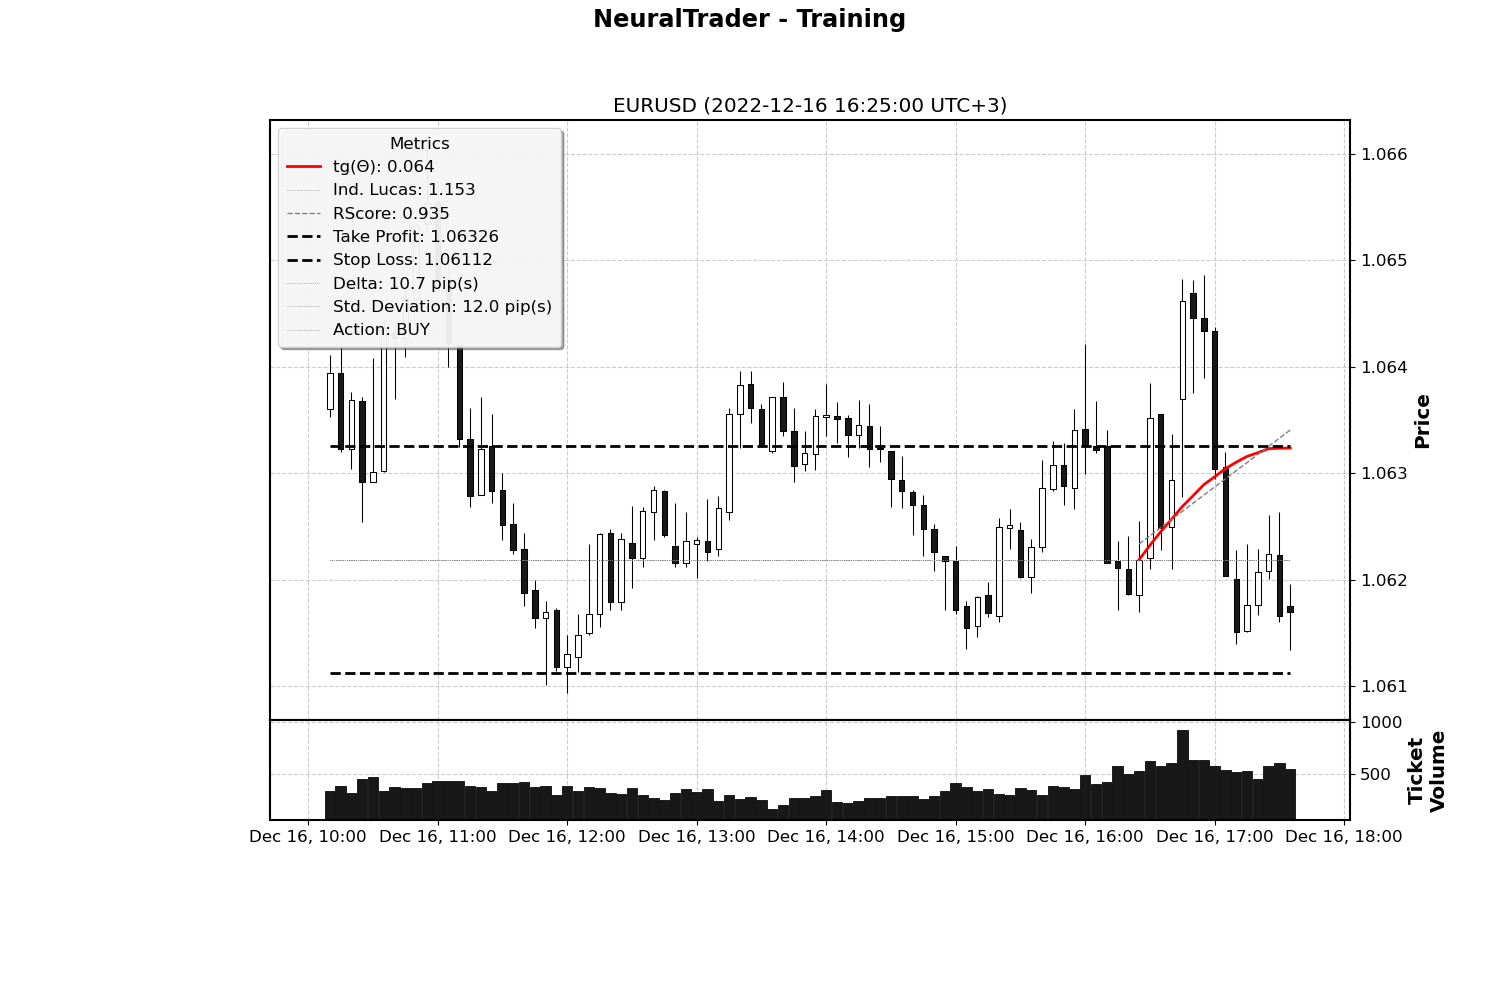 NeuralTrader - Training
EURUSD (2022-12-16 16:25:00 UTC+3)
Metrics
tg(Θ): 0.064
Ind. Lucas: 1.153
RScore: 0.935
Take Profit: 1.06326
Stop Loss: 1.06112
Delta: 10.7 pip(s)
Std. Deviation: 12.0 pip(s)
Action: BUY
1.066
1.065
1.064
1.063
1.062
1.061
Price
1000
500
Ticket
Volume
Dec 16, 10:00
Dec 16, 11:00
Dec 16, 12:00
Dec 16, 13:00
Dec 16, 14:00
Dec 16, 15:00
Dec 16, 16:00
Dec 16, 17:00
Dec 16, 18:00